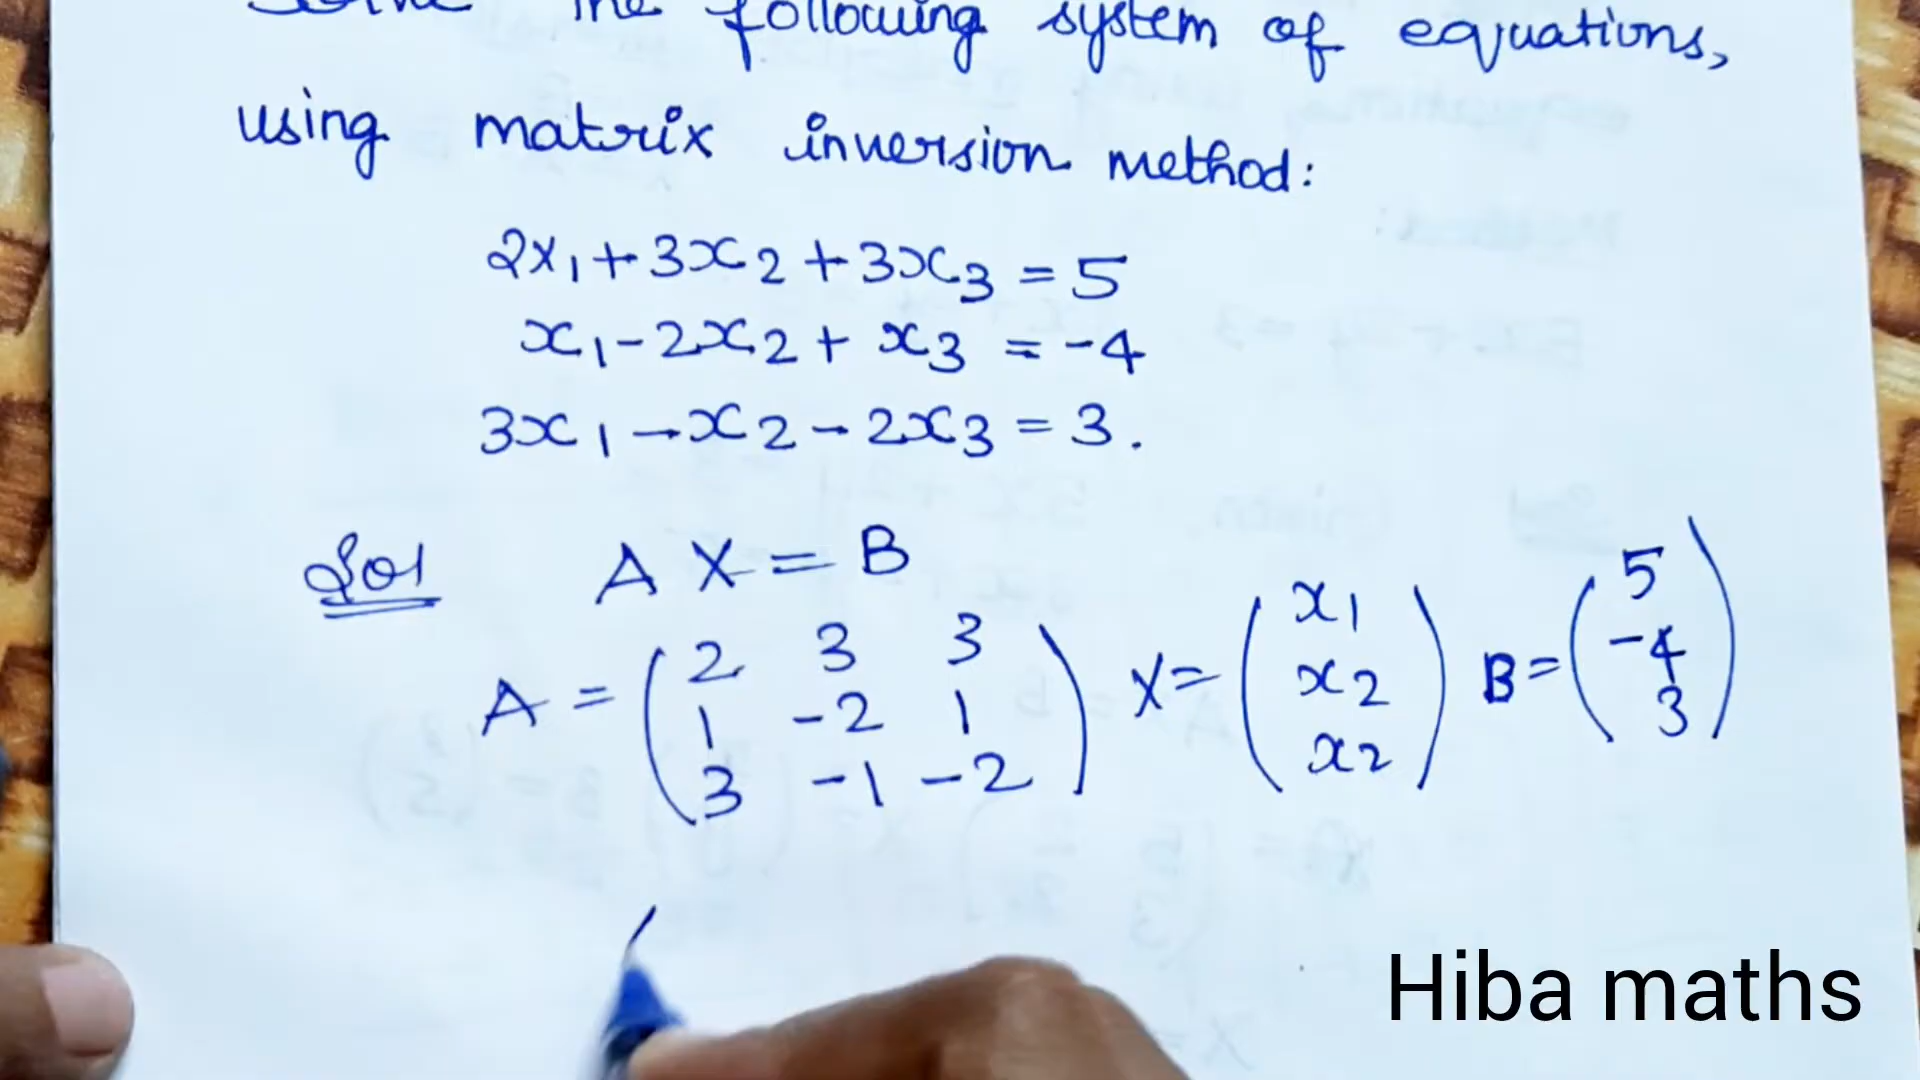 Solve the following system of equations,
using matrix inversion method:
2x₁ + 3x₂ + 3x₃ = 5
x₁ - 2x₂ + x₃ = -4
3x₁ - x₂ - 2x₃ = 3.
Sol A X = B
A = ( 2 3 3 X = ( x₁ B = ( 5
1 -2 1 x₂ -4
3 -1 -2 ) x₂ ) 3 )
Hiba maths